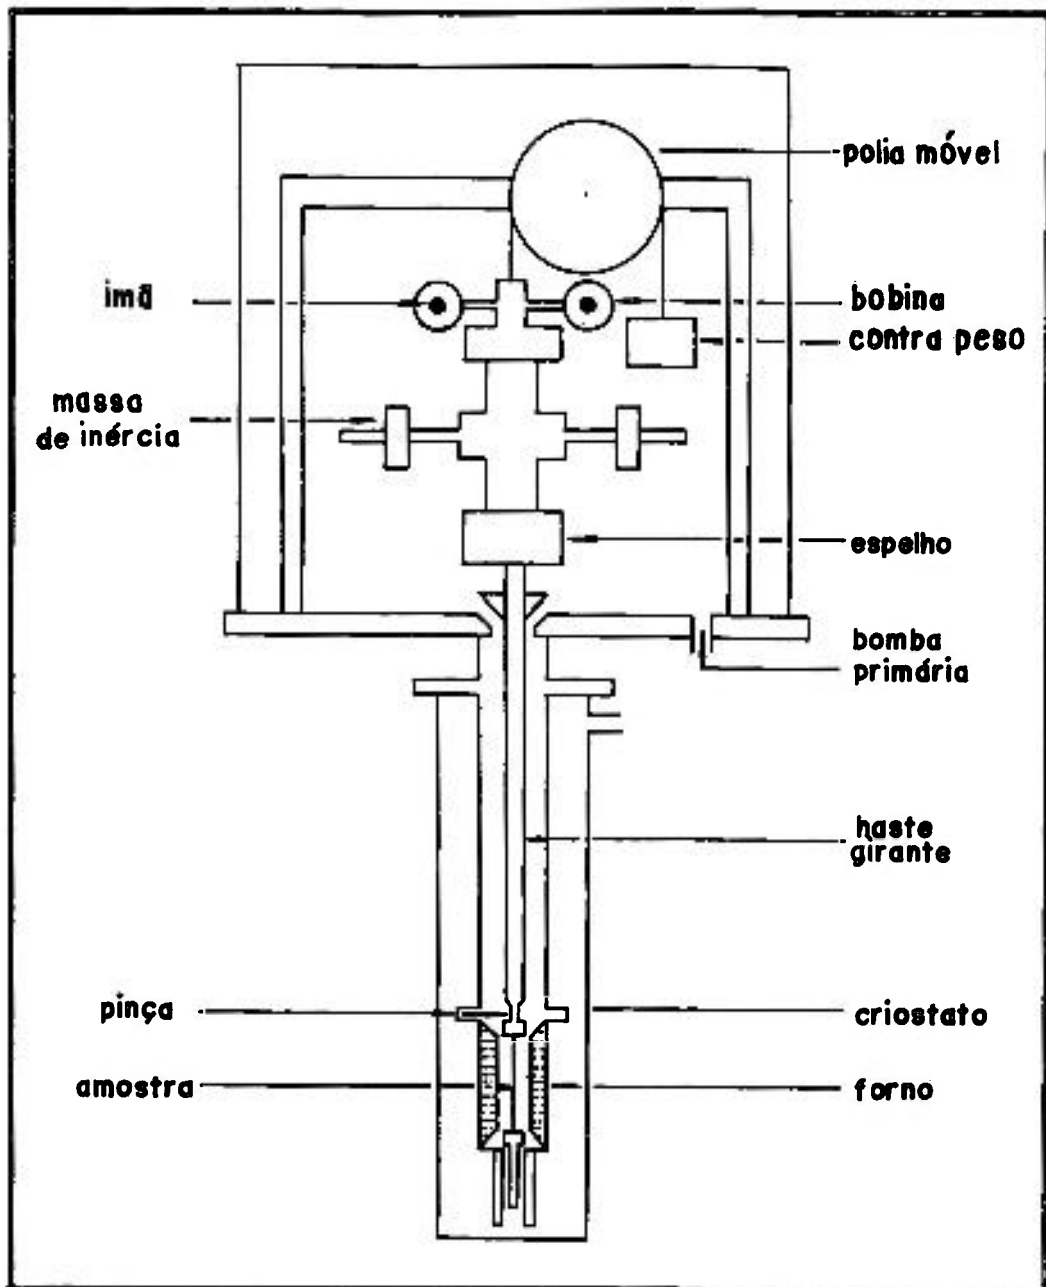 polia móvel
imã
bobina
contra peso
massa
de inércia
espelho
bomba
primária
haste
girante
pinça
criostato
amostra
forno